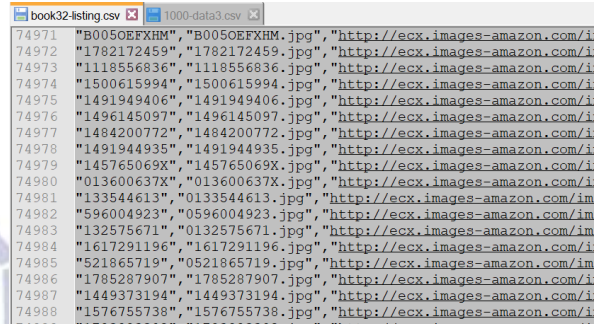 book32-listing.csv 1000-data3.csv
74971 "B005OEFXHM","B005OEFXHM.jpg","http://ecx.images-amazon.com/i
74972 "1782172459","1782172459.jpg","http://ecx.images-amazon.com/i
74973 "1118556836","1118556836.jpg","http://ecx.images-amazon.com/i
74974 "1500615994","1500615994.jpg","http://ecx.images-amazon.com/i
74975 "1491949406","1491949406.jpg","http://ecx.images-amazon.com/i
74976 "1496145097","1496145097.jpg","http://ecx.images-amazon.com/i
74977 "1484200772","1484200772.jpg","http://ecx.images-amazon.com/i
74978 "1491944935","1491944935.jpg","http://ecx.images-amazon.com/i
74979 "145765069X","145765069X.jpg","http://ecx.images-amazon.com/i
74980 "013600637X","013600637X.jpg","http://ecx.images-amazon.com/i
74981 "133544613","0133544613.jpg","http://ecx.images-amazon.com/im
74982 "596004923","0596004923.jpg","http://ecx.images-amazon.com/im
74983 "132575671","0132575671.jpg","http://ecx.images-amazon.com/im
74984 "1617291196","1617291196.jpg","http://ecx.images-amazon.com/i
74985 "521865719","0521865719.jpg","http://ecx.images-amazon.com/im
74986 "1785287907","1785287907.jpg","http://ecx.images-amazon.com/i
74987 "1449373194","1449373194.jpg","http://ecx.images-amazon.com/i
74988 "1576755738","1576755738.jpg","http://ecx.images-amazon.com/i